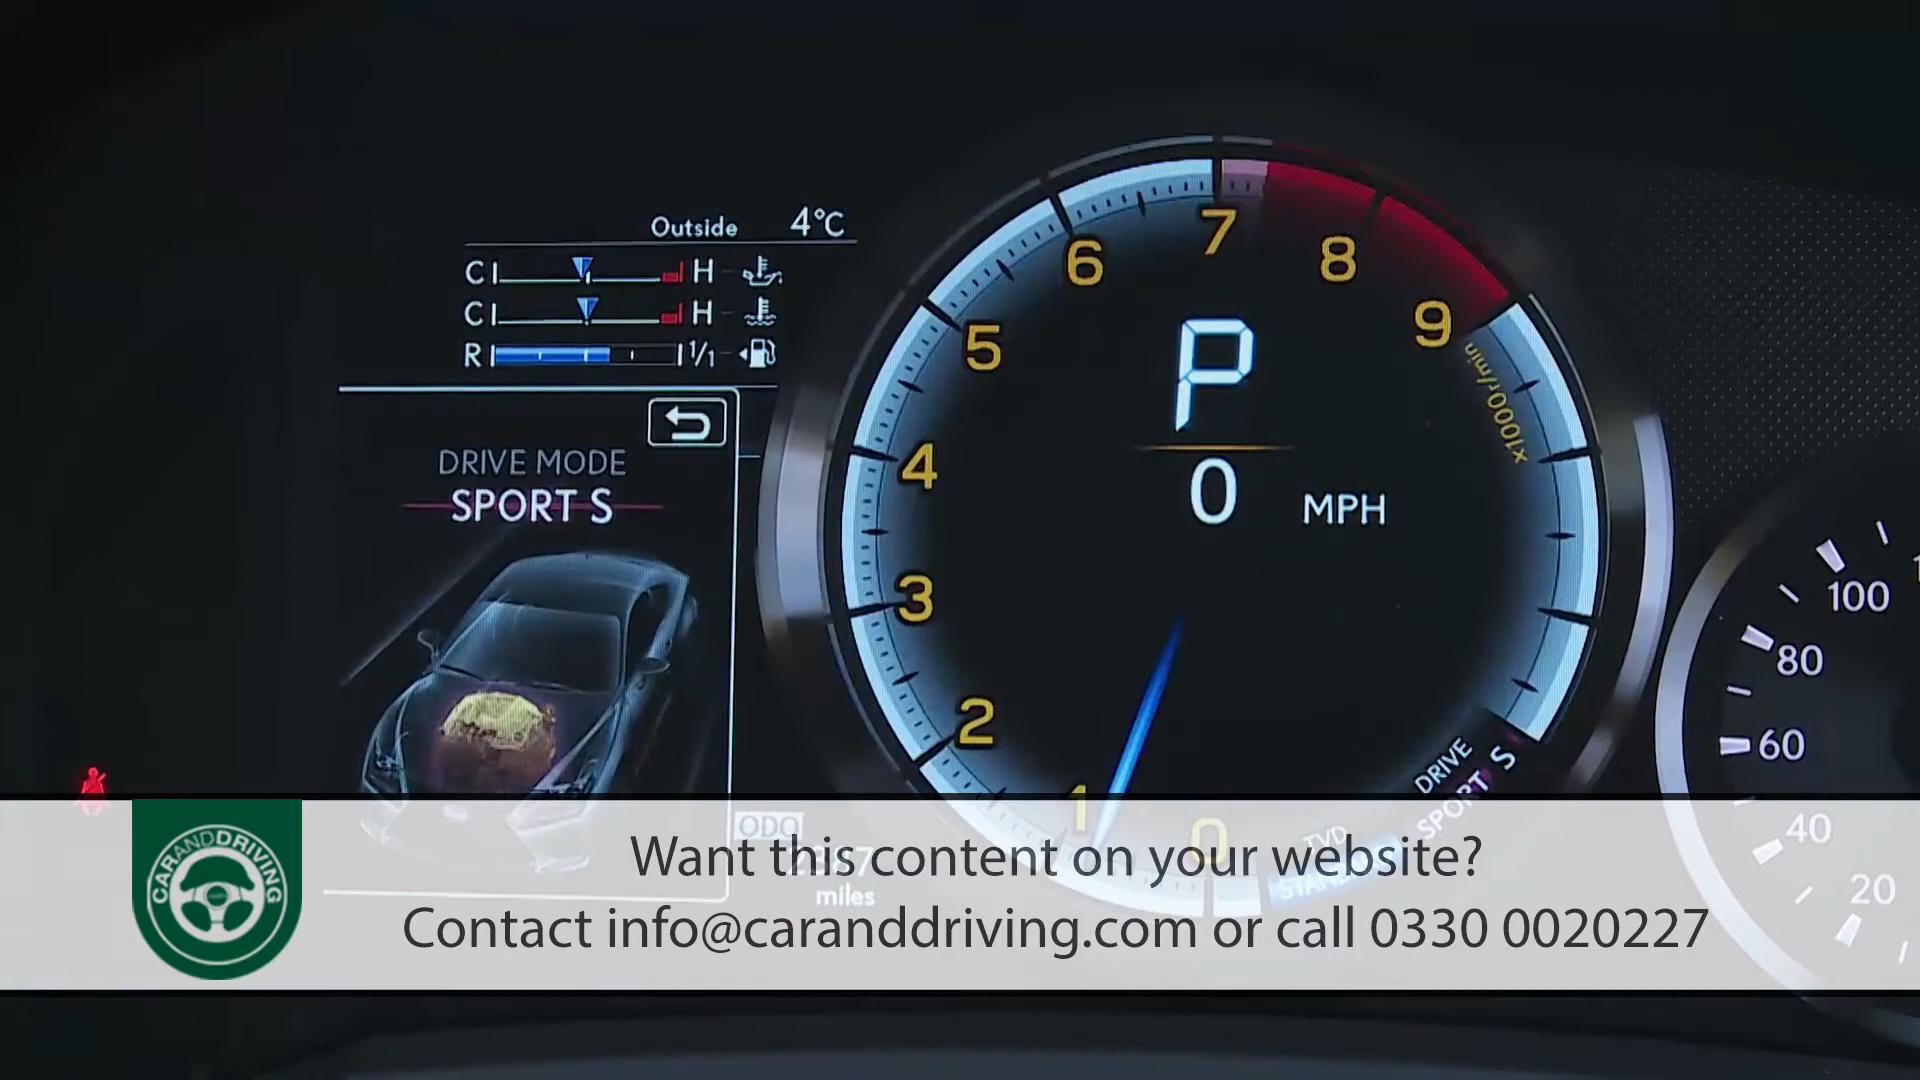 Outside 4°C
C H
C H
R 1/1
DRIVE MODE
SPORT S
P
0 MPH
0
1
2
3
4
5
6
7
8
9
x1000r/min
DRIVE
SPORT S
TVD
ODO
miles
100
80
60
40
20
CARANDDRIVING
Want this content on your website?
Contact info@caranddriving.com or call 0330 0020227